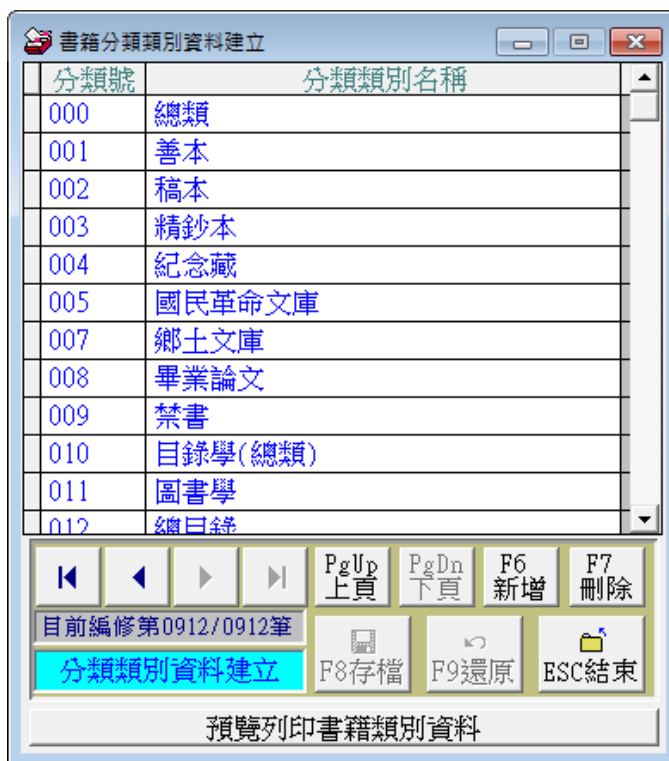 書籍分類類別資料建立
分類號 分類類別名稱
000 總類
001 善本
002 稿本
003 精鈔本
004 紀念藏
005 國民革命文庫
007 鄉土文庫
008 畢業論文
009 禁書
010 目錄學(總類)
011 圖書學
012 總目錄
PgUp 上頁 PgDn 下頁 F6 新增 F7 刪除
目前編修第0912/0912筆
分類類別資料建立 F8存檔 F9還原 ESC結束
預覽列印書籍類別資料